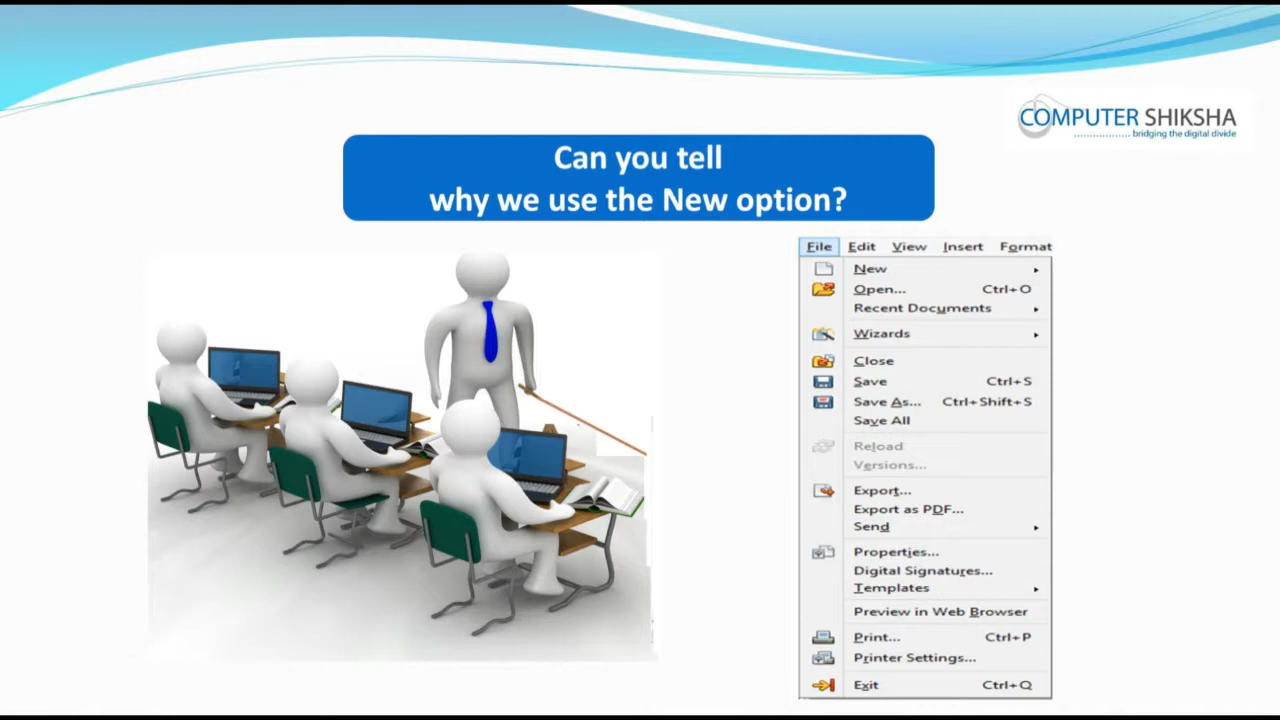 COMPUTER SHIKSHA
bridging the digital divide
Can you tell
why we use the New option?
File Edit View Insert Format
New
Open... Ctrl+O
Recent Documents
Wizards
Close
Save Ctrl+S
Save As... Ctrl+Shift+S
Save All
Reload
Versions...
Export...
Export as PDF...
Send
Properties...
Digital Signatures...
Templates
Preview in Web Browser
Print... Ctrl+P
Printer Settings...
Exit Ctrl+Q